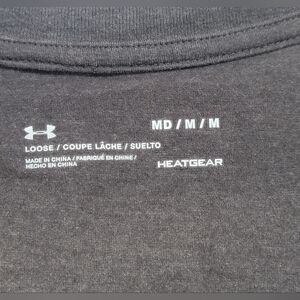 MD / M / M
LOOSE / COUPE LÂCHE / SUELTO
MADE IN CHINA / FABRIQUÉ EN CHINE /
HECHO EN CHINA
HEATGEAR